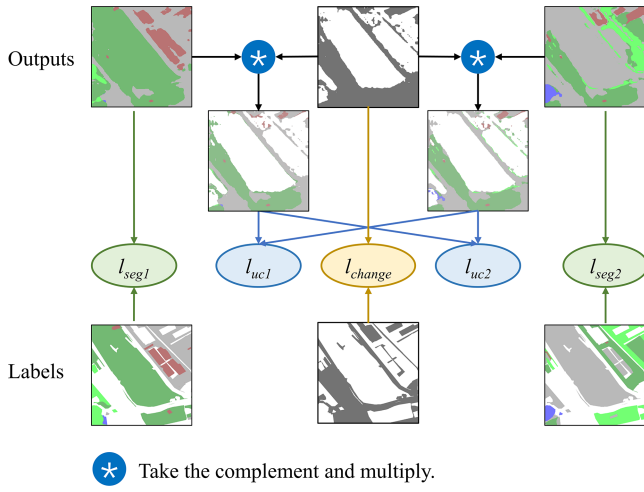 Outputs
*
*
l_seg1
l_uc1
l_change
l_uc2
l_seg2
Labels
* Take the complement and multiply.